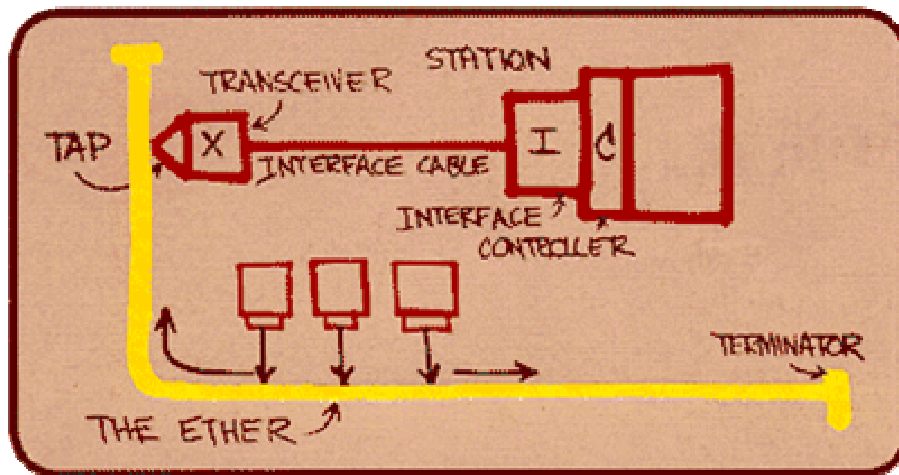 STATION
TRANSCEIVER
TAP
X
I
C
INTERFACE CABLE
INTERFACE
CONTROLLER
TERMINATOR
THE ETHER